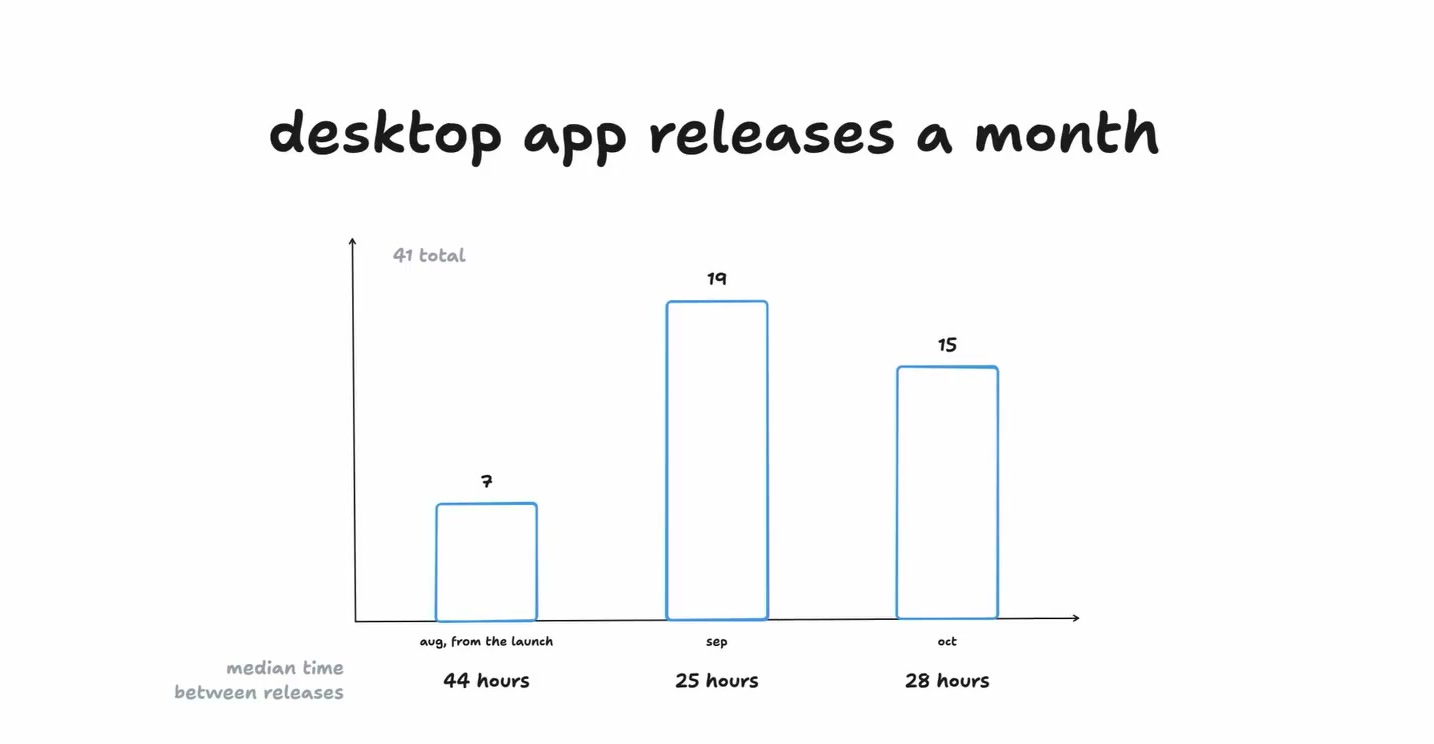 desktop app releases a month
41 total
19
15
7
aug, from the launch
sep
oct
median time
between releases
44 hours
25 hours
28 hours